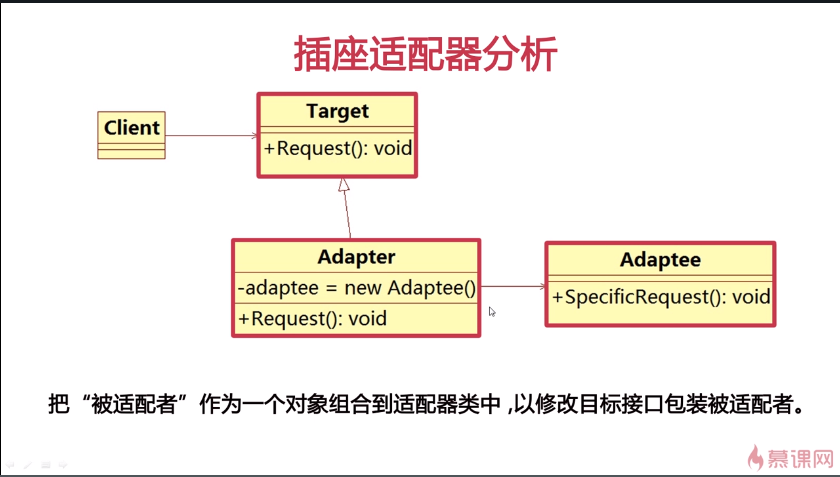 插座适配器分析
Client
Target
+Request(): void
Adapter
-adaptee = new Adaptee()
+Request(): void
Adaptee
+SpecificRequest(): void
把“被适配者”作为一个对象组合到适配器类中,以修改目标接口包装被适配者。
慕课网